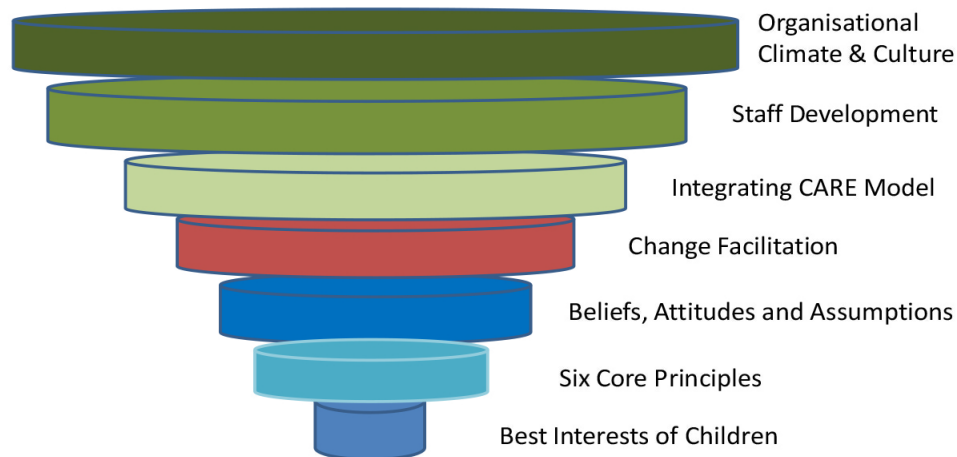 Organisational
Climate & Culture
Staff Development
Integrating CARE Model
Change Facilitation
Beliefs, Attitudes and Assumptions
Six Core Principles
Best Interests of Children